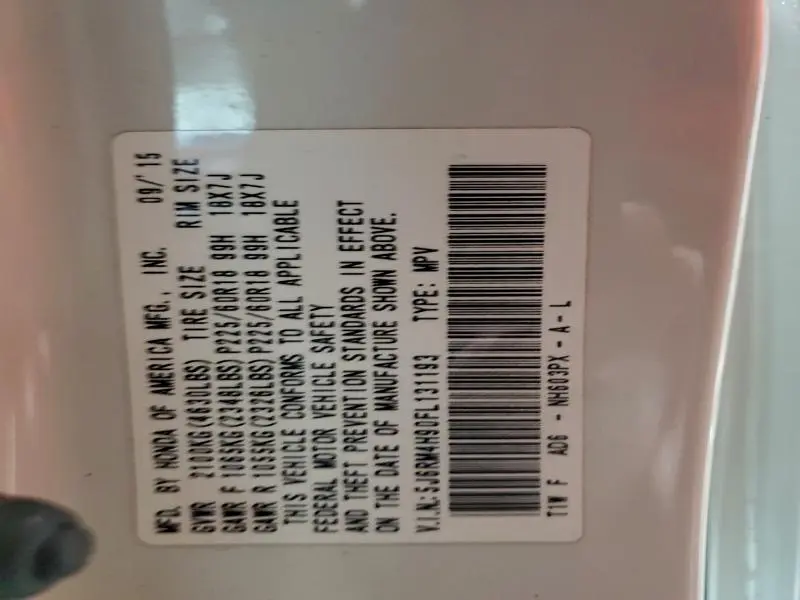 MFD. BY HONDA OF AMERICA MFG., INC. 09/'15
GVWR 2100KG(4630LBS) TIRE SIZE RIM SIZE
GAWR F 1065KG(2348LBS) P225/60R18 99H 18X7J
GAWR R 1055KG(2326LBS) P225/60R18 99H 18X7J
THIS VEHICLE CONFORMS TO ALL APPLICABLE
FEDERAL MOTOR VEHICLE SAFETY
AND THEFT PREVENTION STANDARDS IN EFFECT
ON THE DATE OF MANUFACTURE SHOWN ABOVE.
V.I.N.: 5J6RM4H90FL131193 TYPE: MPV
T1W F AD6 - NH603PX - A - L